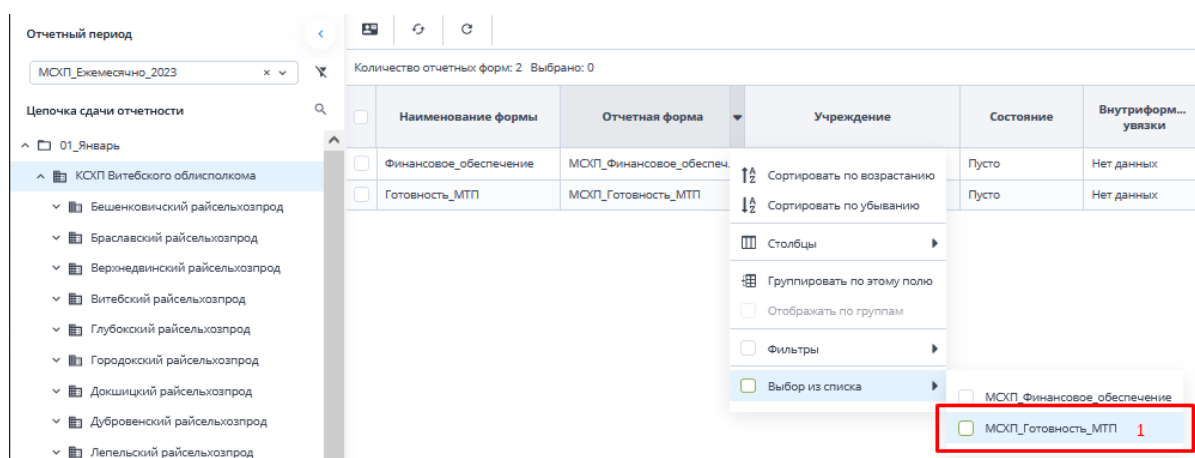 Отчетный период
МСХП_Ежемесячно_2023
Цепочка сдачи отчетности
01_Январь
КСХП Витебского облисполкома
Бешенковичский райсельхозпрод
Браславский райсельхозпрод
Верхнедвинский райсельхозпрод
Витебский райсельхозпрод
Глубокский райсельхозпрод
Городокский райсельхозпрод
Докшицкий райсельхозпрод
Дубровенский райсельхозпрод
Лепельский райсельхозпрод
Количество отчетных форм: 2 Выбрано: 0
Наименование формы Отчетная форма Учреждение Состояние Внутриформ...
увязки
Финансовое_обеспечение МСХП_Финансовое_обеспеч. Пусто Нет данных
Готовность_МТП МСХП_Готовность_МТП Пусто Нет данных
Сортировать по возрастанию
Сортировать по убыванию
Столбцы
Группировать по этому полю
Отображать по группам
Фильтры
Выбор из списка
МСХП_Финансовое_обеспечение
МСХП_Готовность_МТП 1